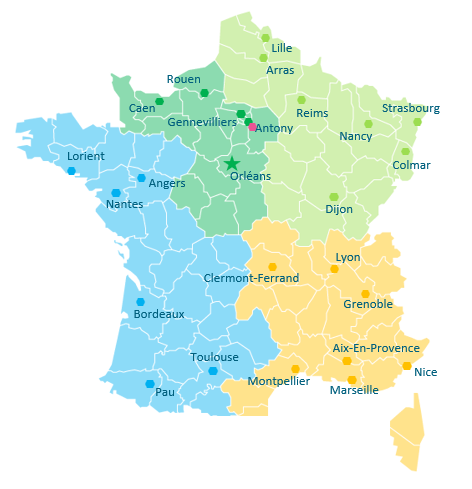 Lille
Arras
Rouen
Caen
Reims
Strasbourg
Gennevilliers
Antony
Nancy
Lorient
Colmar
Angers
Orléans
Nantes
Dijon
Lyon
Clermont-Ferrand
Grenoble
Bordeaux
Aix-En-Provence
Toulouse
Nice
Montpellier
Marseille
Pau